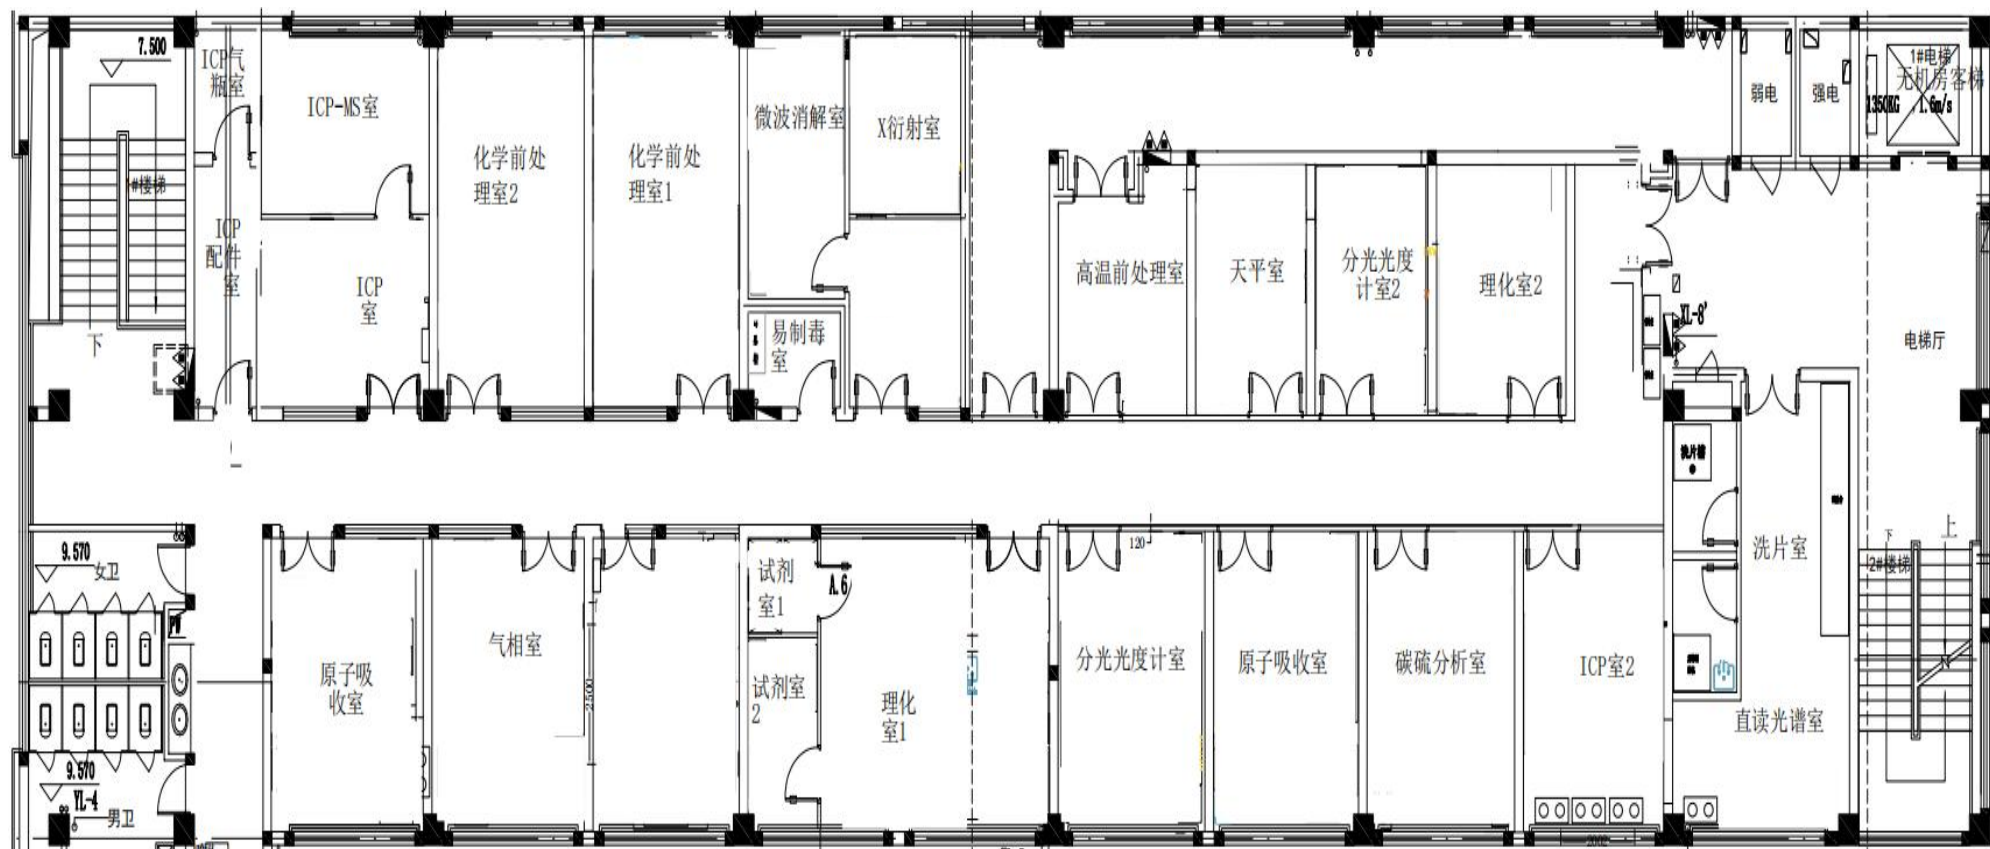 7.500
ICP气
瓶室
ICP-MS室
化学前处
理室2
化学前处
理室1
微波消解室
X衍射室
弱电
强电
1#电梯
无机房客梯
1350KG
1.6m/s
#楼梯
ICP
配件
室
ICP
室
高温前处理室
天平室
分光光度
计室2
理化室2
XL-8'
电梯厅
下
易制毒
室
洗片槽
9.570
女卫
PW
原子吸
收室
气相室
2500
试剂
室1
A.6
120
试剂室
2
理化
室1
分光光度计室
原子吸收室
碳硫分析室
ICP室2
洗片室
直读光谱室
下
上
2#楼梯
9.570
YL-4
男卫
2002